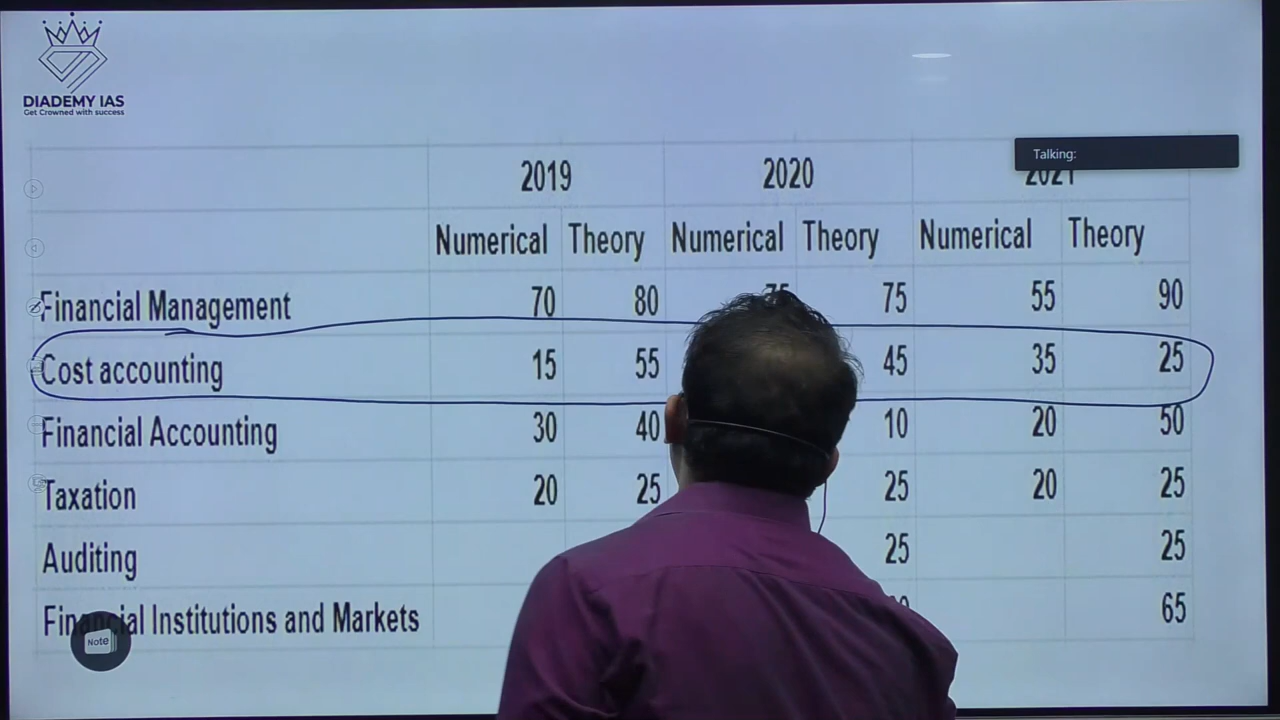 DIADEMY IAS
Get Crowned with success
Talking:
2019 2020 2021
Numerical Theory Numerical Theory Numerical Theory
Financial Management 70 80 75 75 55 90
Cost accounting 15 55 45 35 25
Financial Accounting 30 40 10 20 50
Taxation 20 25 25 20 25
Auditing 25 25
Financial Institutions and Markets 65
Note